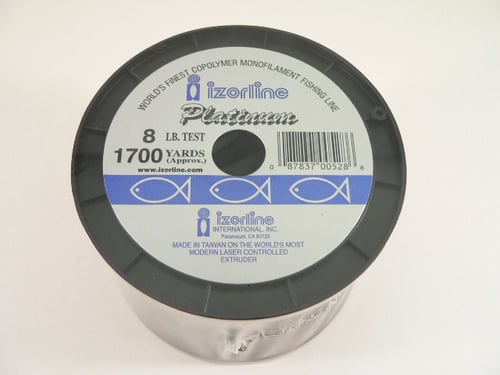 WORLD'S FINEST COPOLYMER MONOFILAMENT FISHING LINE
izorline
Platinum
8 LB. TEST
1700 YARDS
(Approx.)
www.izorline.com
0 87837 00528 6
izorline
INTERNATIONAL, INC.
Paramount, CA 90723
MADE IN TAIWAN ON THE WORLD'S MOST
MODERN LASER CONTROLLED
EXTRUDER